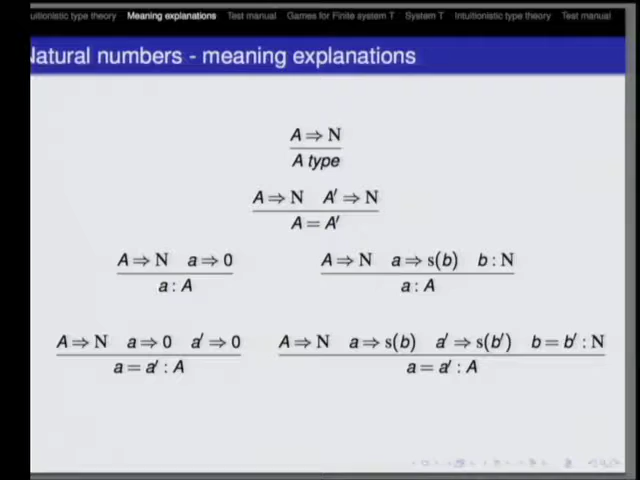 uitionistic type theory Meaning explanations Test manual Games for Finite system T System T Intuitionistic type theory Test manual
Natural numbers - meaning explanations
A ⇒ N
A type
A ⇒ N A′ ⇒ N
A = A′
A ⇒ N a ⇒ 0
a : A
A ⇒ N a ⇒ s(b) b : N
a : A
A ⇒ N a ⇒ 0 a′ ⇒ 0
a = a′ : A
A ⇒ N a ⇒ s(b) a′ ⇒ s(b′) b = b′ : N
a = a′ : A